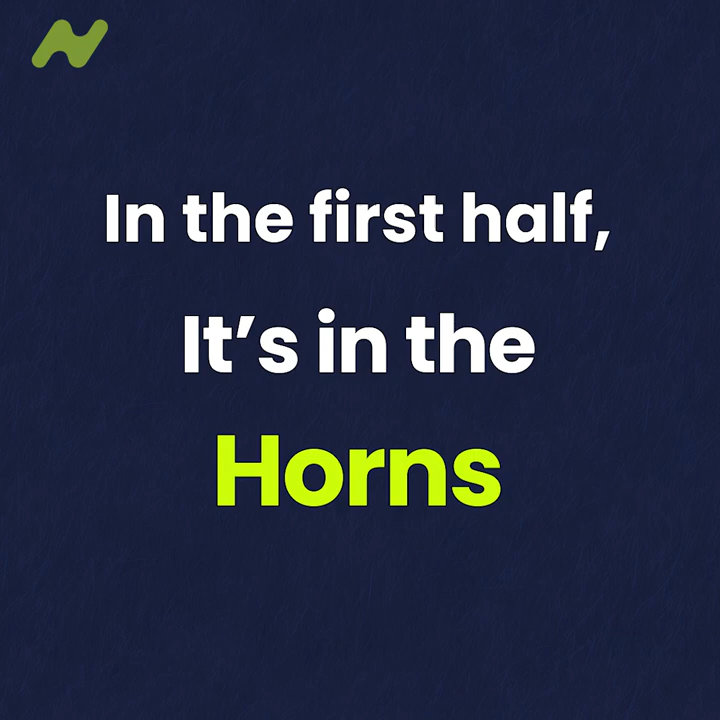 In the first half,
It’s in the
Horns